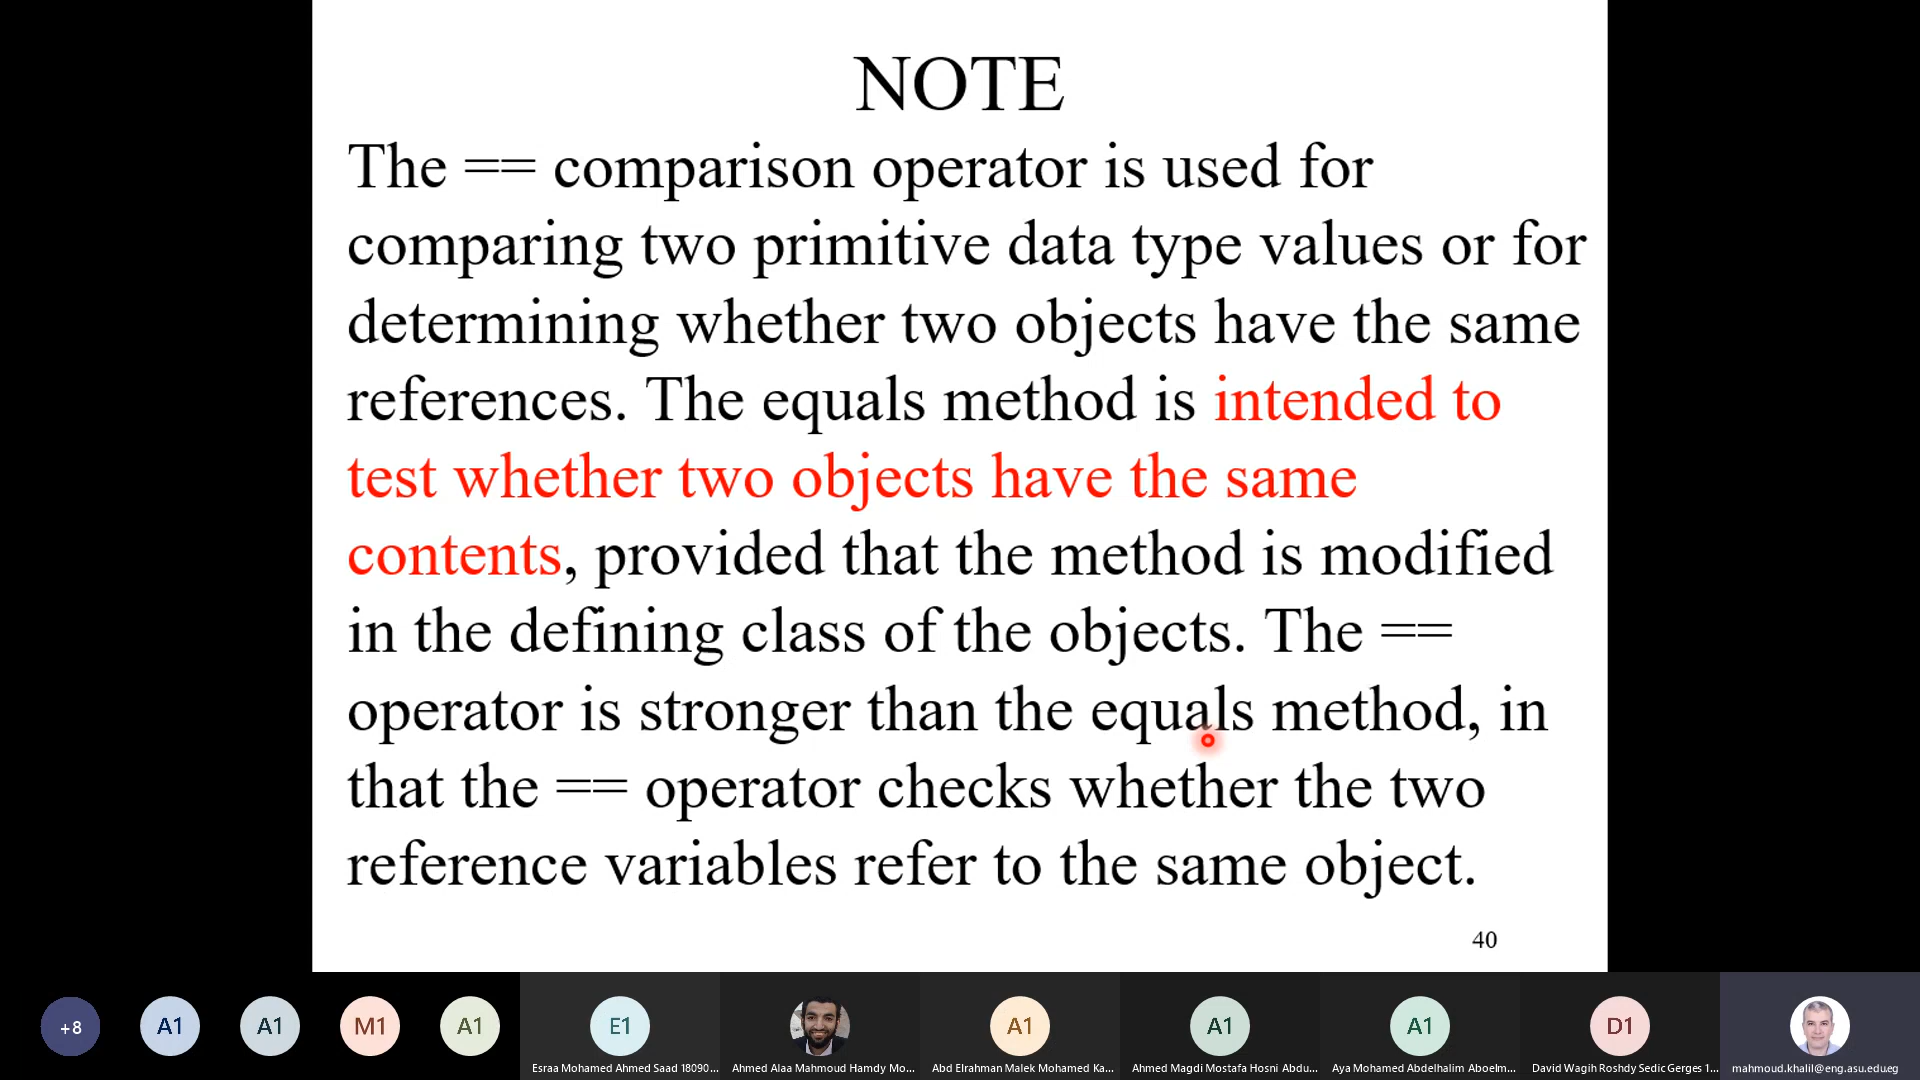 NOTE
The == comparison operator is used for
comparing two primitive data type values or for
determining whether two objects have the same
references. The equals method is intended to
test whether two objects have the same
contents, provided that the method is modified
in the defining class of the objects. The ==
operator is stronger than the equals method, in
that the == operator checks whether the two
reference variables refer to the same object.
40
+8
A1
A1
M1
A1
E1
A1
A1
A1
D1
Esraa Mohamed Ahmed Saad 18090...
Ahmed Alaa Mahmoud Hamdy Mo...
Abd Elrahman Malek Mohamed Ka...
Ahmed Magdi Mostafa Hosni Abdu...
Aya Mohamed Abdelhalim Aboelm...
David Wagih Roshdy Sedic Gerges 1...
mahmoud.khalil@eng.asu.edu.eg